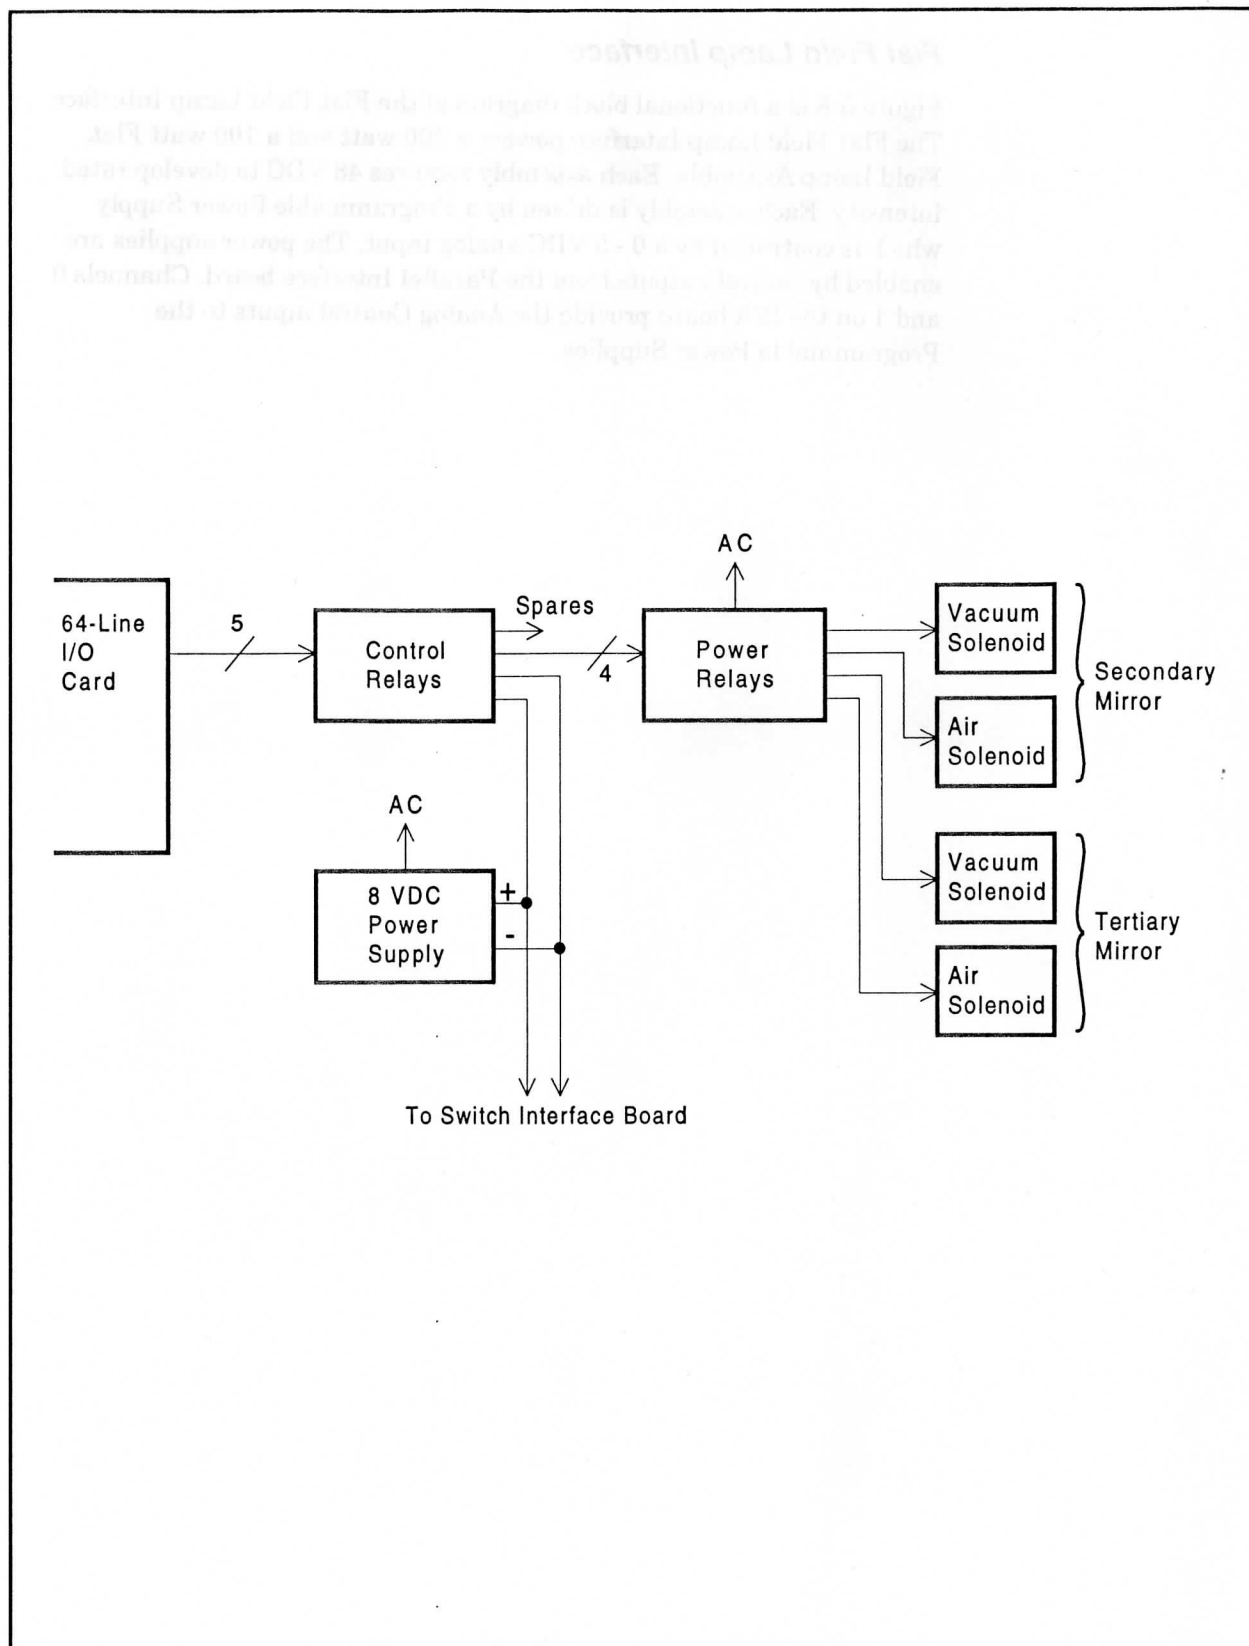 AC
Spares
64-Line
I/O
Card
5
Control
Relays
4
Power
Relays
Vacuum
Solenoid
Air
Solenoid
Secondary
Mirror
AC
8 VDC
Power
Supply
+
-
Vacuum
Solenoid
Air
Solenoid
Tertiary
Mirror
To Switch Interface Board